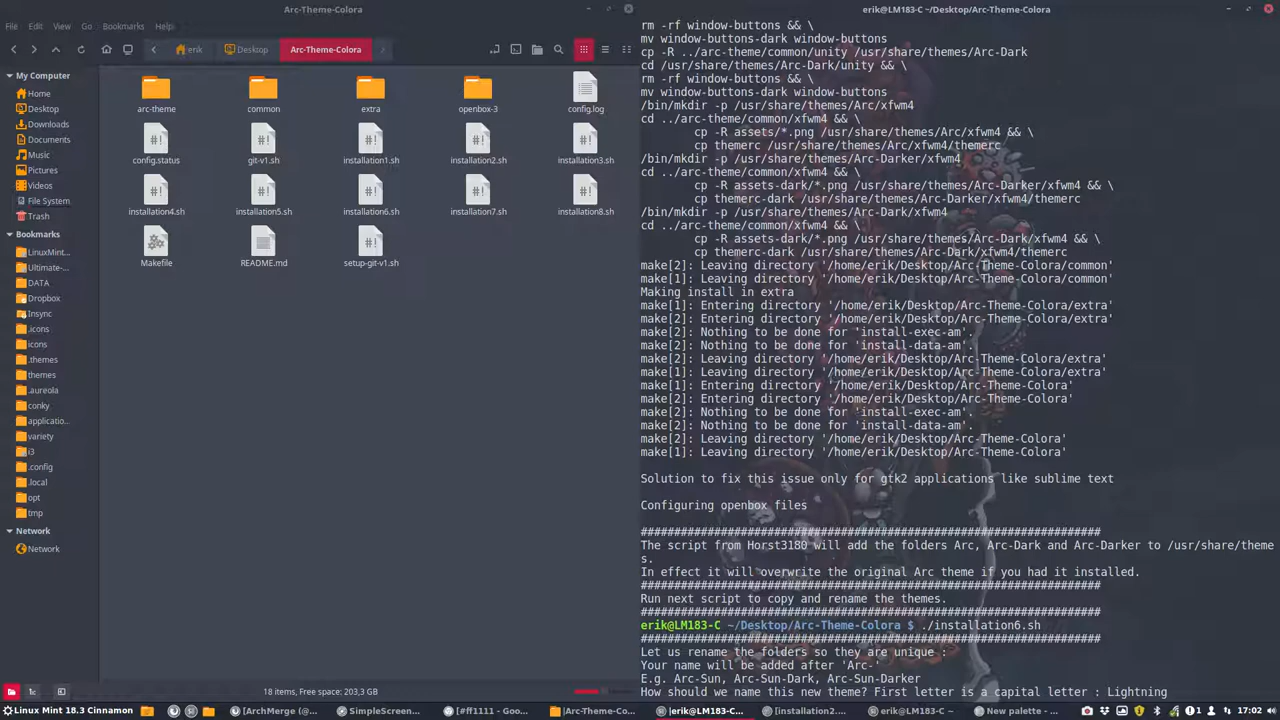 Arc-Theme-Colora
File Edit View Go Bookmarks Help
erik Desktop Arc-Theme-Colora
My Computer
Home
Desktop
Downloads
Documents
Music
Pictures
Videos
File System
Trash
Bookmarks
LinuxMint...
Ultimate-...
DATA
Dropbox
Insync
.icons
icons
.themes
themes
.aureola
conky
applicatio...
variety
i3
.config
.local
opt
tmp
Network
Network
arc-theme common extra openbox-3 config.log
config.status git-v1.sh installation1.sh installation2.sh installation3.sh
installation4.sh installation5.sh installation6.sh installation7.sh installation8.sh
Makefile README.md setup-git-v1.sh
18 items, Free space: 203,3 GB
erik@LM183-C ~/Desktop/Arc-Theme-Colora
rm -rf window-buttons && \
mv window-buttons-dark window-buttons
cp -R ../arc-theme/common/unity /usr/share/themes/Arc-Dark
cd /usr/share/themes/Arc-Dark/unity && \
rm -rf window-buttons && \
mv window-buttons-dark window-buttons
/bin/mkdir -p /usr/share/themes/Arc/xfwm4
cd ../arc-theme/common/xfwm4 && \
cp -R assets/*.png /usr/share/themes/Arc/xfwm4 && \
cp themerc /usr/share/themes/Arc/xfwm4/themerc
/bin/mkdir -p /usr/share/themes/Arc-Darker/xfwm4
cd ../arc-theme/common/xfwm4 && \
cp -R assets-dark/*.png /usr/share/themes/Arc-Darker/xfwm4 && \
cp themerc-dark /usr/share/themes/Arc-Darker/xfwm4/themerc
/bin/mkdir -p /usr/share/themes/Arc-Dark/xfwm4
cd ../arc-theme/common/xfwm4 && \
cp -R assets-dark/*.png /usr/share/themes/Arc-Dark/xfwm4 && \
cp themerc-dark /usr/share/themes/Arc-Dark/xfwm4/themerc
make[2]: Leaving directory '/home/erik/Desktop/Arc-Theme-Colora/common'
make[1]: Leaving directory '/home/erik/Desktop/Arc-Theme-Colora/common'
Making install in extra
make[1]: Entering directory '/home/erik/Desktop/Arc-Theme-Colora/extra'
make[2]: Entering directory '/home/erik/Desktop/Arc-Theme-Colora/extra'
make[2]: Nothing to be done for 'install-exec-am'.
make[2]: Nothing to be done for 'install-data-am'.
make[2]: Leaving directory '/home/erik/Desktop/Arc-Theme-Colora/extra'
make[1]: Leaving directory '/home/erik/Desktop/Arc-Theme-Colora/extra'
make[1]: Entering directory '/home/erik/Desktop/Arc-Theme-Colora'
make[2]: Entering directory '/home/erik/Desktop/Arc-Theme-Colora'
make[2]: Nothing to be done for 'install-exec-am'.
make[2]: Nothing to be done for 'install-data-am'.
make[2]: Leaving directory '/home/erik/Desktop/Arc-Theme-Colora'
make[1]: Leaving directory '/home/erik/Desktop/Arc-Theme-Colora'
Solution to fix this issue only for gtk2 applications like sublime text
Configuring openbox files
#####################################################################
The script from Horst3180 will add the folders Arc, Arc-Dark and Arc-Darker to /usr/share/theme
s.
In effect it will overwrite the original Arc theme if you had it installed.
#####################################################################
Run next script to copy and rename the themes.
#####################################################################
erik@LM183-C ~/Desktop/Arc-Theme-Colora $ ./installation6.sh
#####################################################################
Let us rename the folders so they are unique :
Your name will be added after 'Arc-'
E.g. Arc-Sun, Arc-Sun-Dark, Arc-Sun-Darker
How should we name this new theme? First letter is a capital letter : Lightning
Linux Mint 18.3 Cinnamon [ArchMerge (@... SimpleScreen... [#ff1111 - Goo... |Arc-Theme-Co... |erik@LM183-C... [installation2.... erik@LM183-C ~ New palette - ... 1 17:02